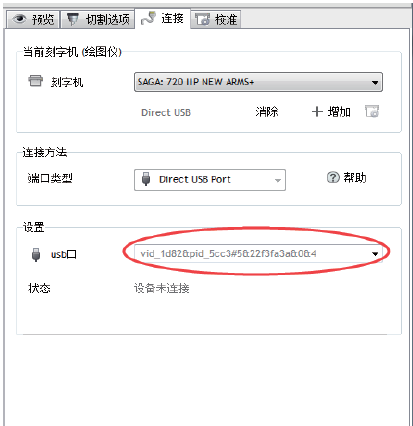 预览 切割选项 连接 校准
当前刻字机 (绘图仪)
刻字机 SAGA: 720 IIP NEW ARMS+
Direct USB 消除 增加
连接方法
端口类型 Direct USB Port 帮助
设置
usb口 vid_1d82&pid_5cc3#5&22f3fa3a&0&4
状态 设备未连接